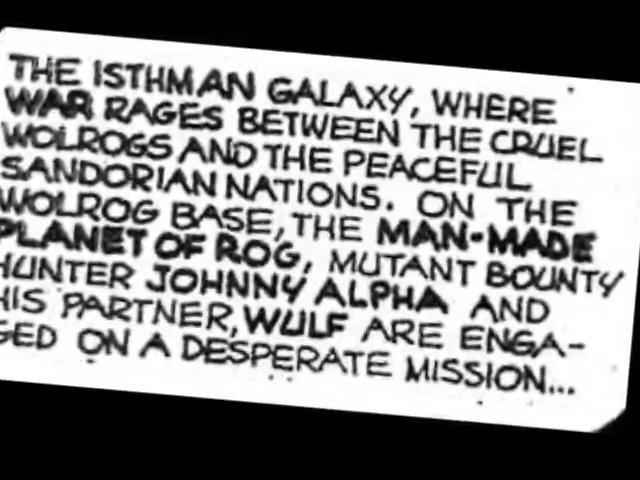 THE ISTHMAN GALAXY, WHERE
WAR RAGES BETWEEN THE CRUEL
WOLROGS AND THE PEACEFUL
SANDORIAN NATIONS. ON THE
WOLROG BASE, THE MAN-MADE
PLANET OF ROG, MUTANT BOUNTY
HUNTER JOHNNY ALPHA AND
HIS PARTNER, WULF ARE ENGA-
GED ON A DESPERATE MISSION...